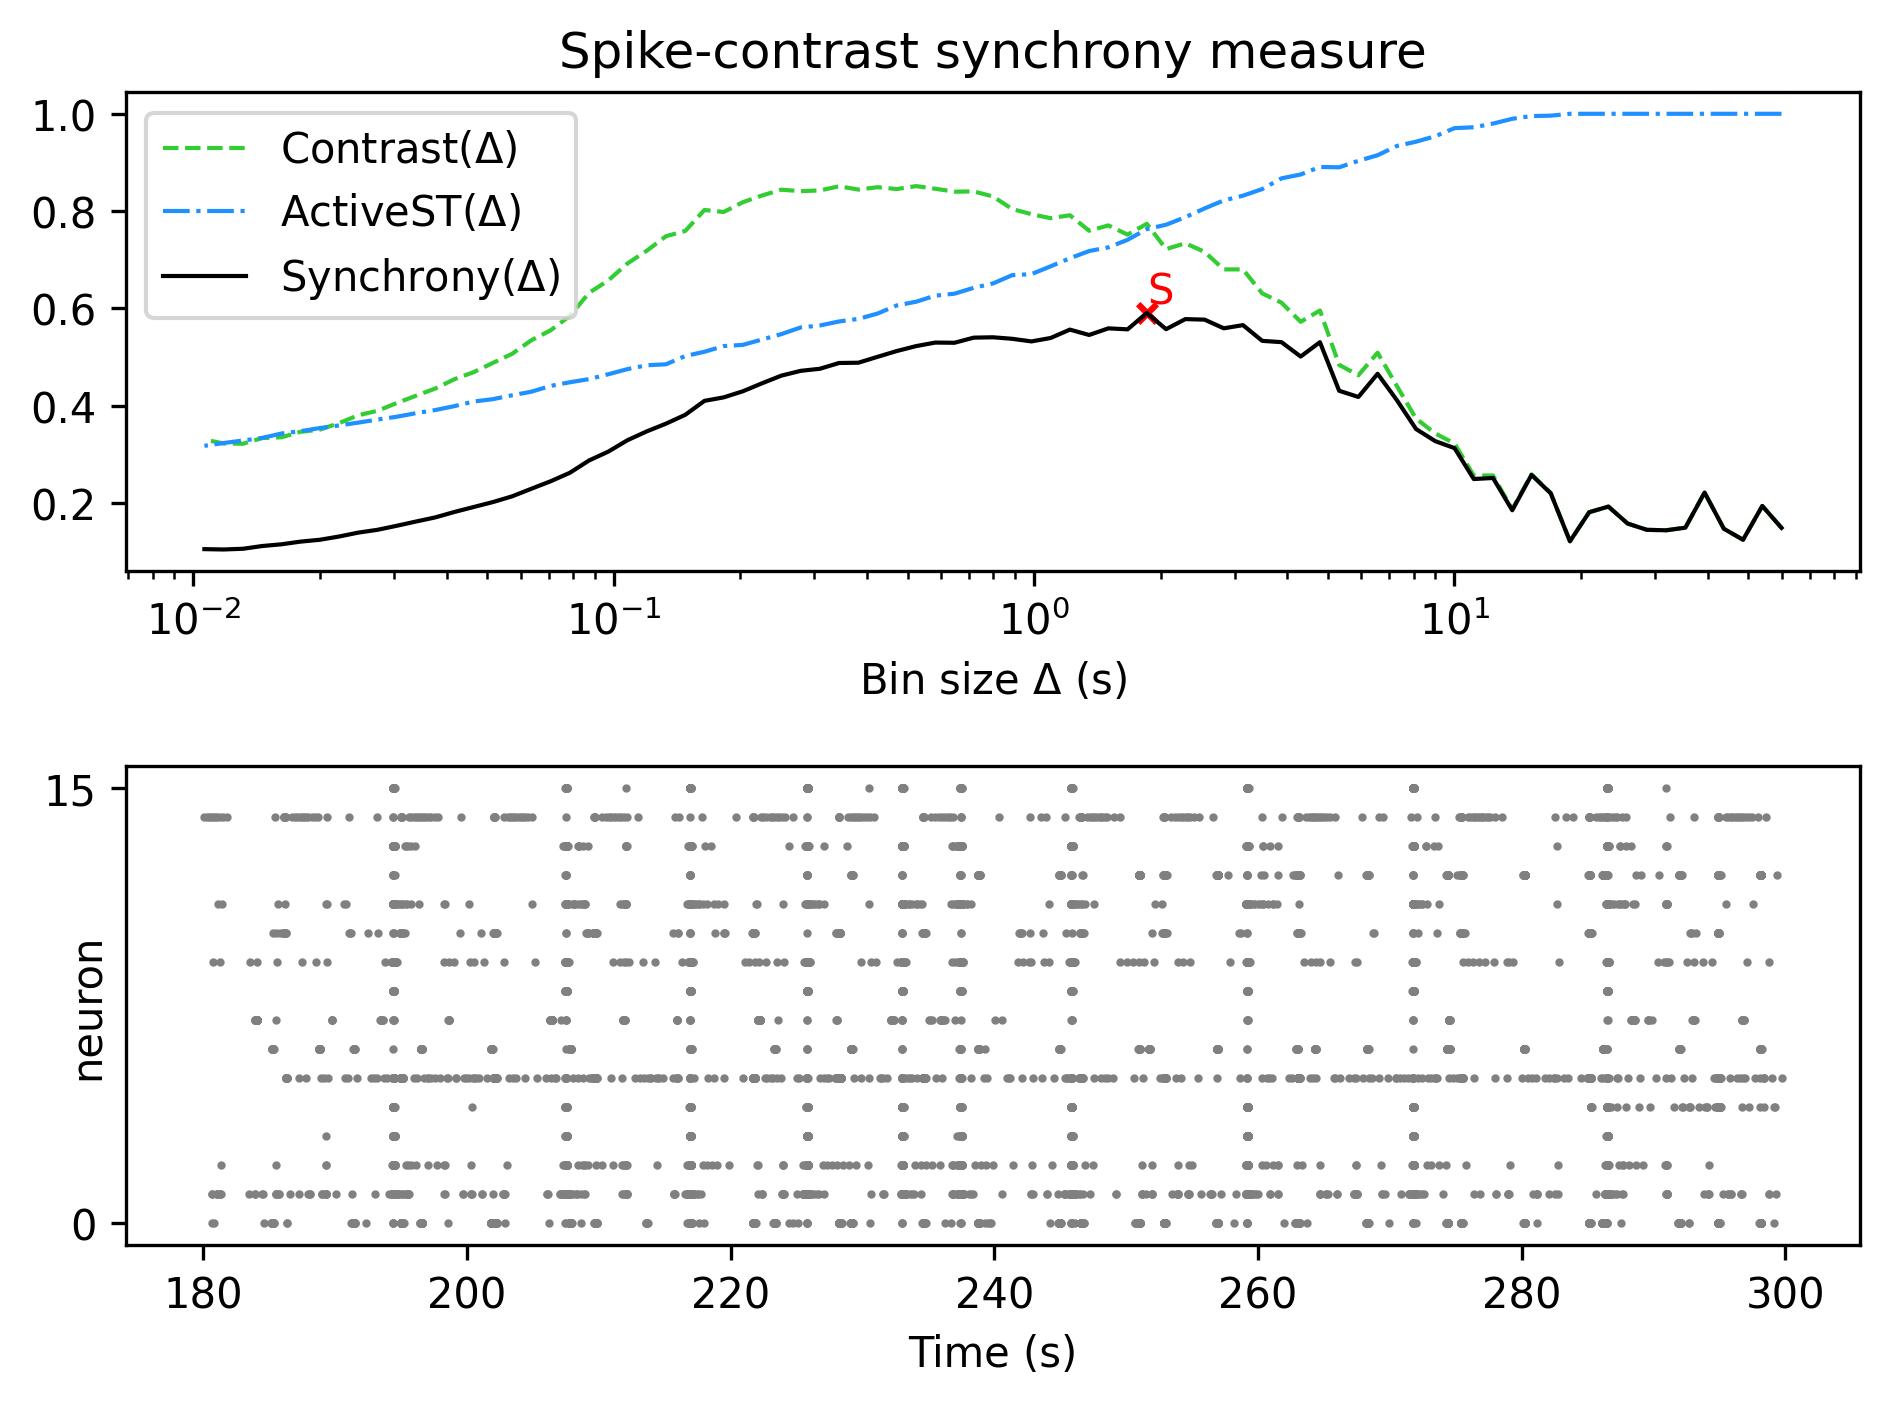 Spike-contrast synchrony measure
1.0
0.8
0.6
0.4
0.2
Contrast(Δ)
ActiveST(Δ)
Synchrony(Δ)
S
10⁻² 10⁻¹ 10⁰ 10¹
Bin size Δ (s)
15
0
neuron
180 200 220 240 260 280 300
Time (s)